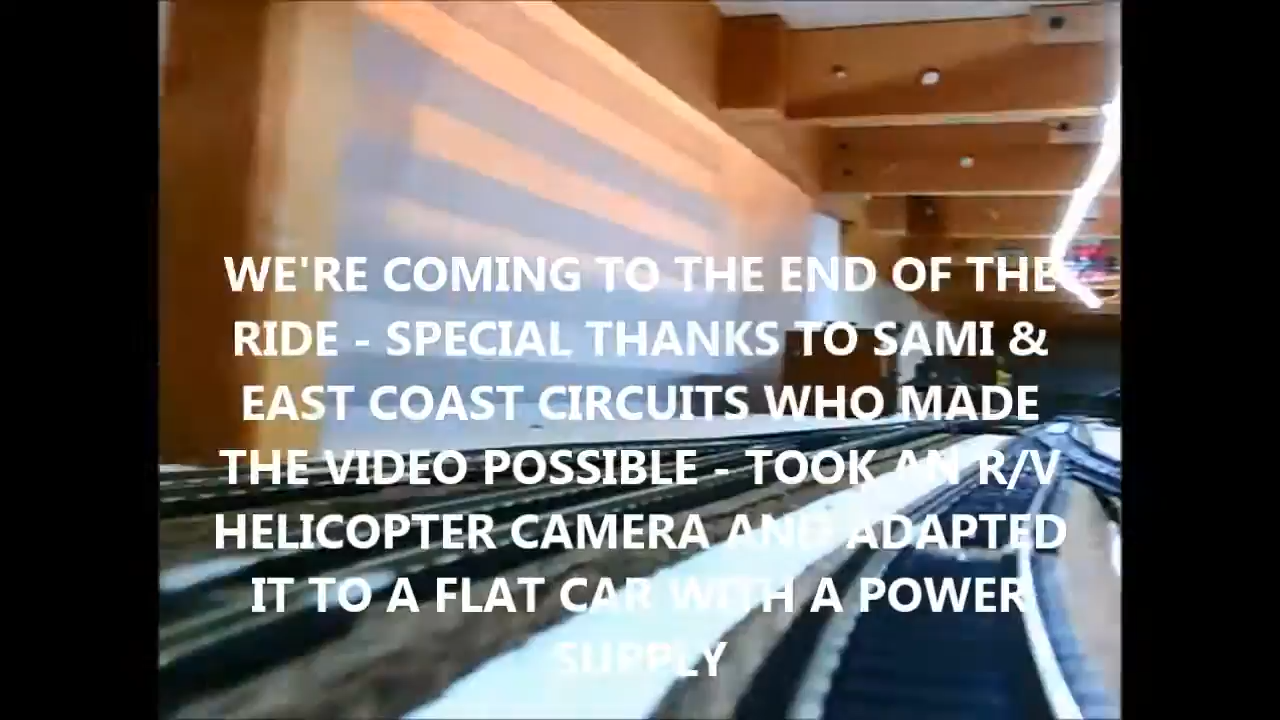 WE'RE COMING TO THE END OF THE
RIDE - SPECIAL THANKS TO SAMI &
EAST COAST CIRCUITS WHO MADE
THE VIDEO POSSIBLE - TOOK AN R/V
HELICOPTER CAMERA AND ADAPTED
IT TO A FLAT CAR WITH A POWER
SUPPLY